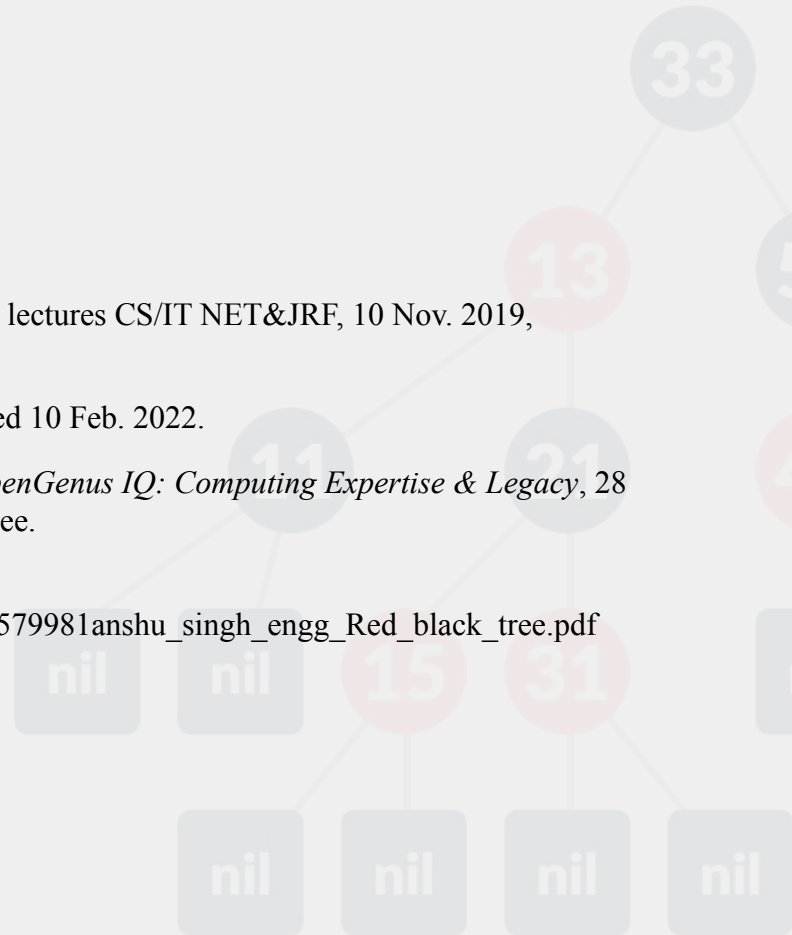 33
13
lectures CS/IT NET&JRF, 10 Nov. 2019,
ed 10 Feb. 2022.
11 21
penGenus IQ: Computing Expertise & Legacy, 28
ee.
579981anshu_singh_engg_Red_black_tree.pdf
nil nil 15 31
nil nil nil nil